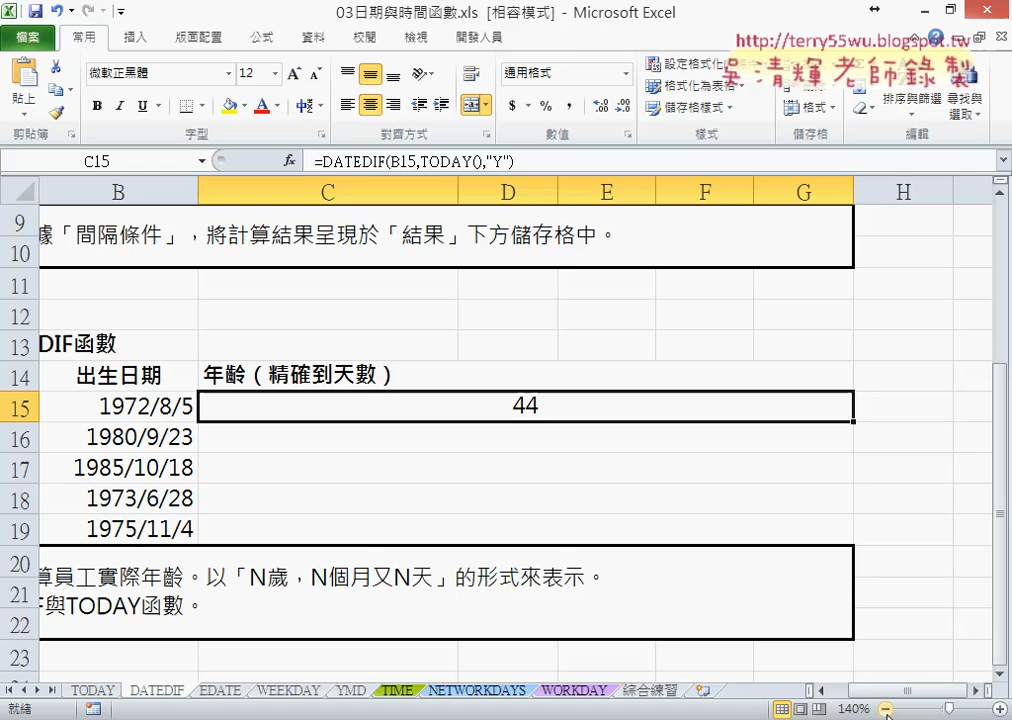 03日期與時間函數.xls [相容模式] - Microsoft Excel
檔案 常用 插入 版面配置 公式 資料 校閱 檢視 開發人員
http://terry55wu.blogspot.tw
吳清輝老師錄製
貼上
微軟正黑體 12
通用格式
設定格式化
格式化為表格
儲存格樣式
格式
排序與篩選
尋找與選取
剪貼簿 字型 對齊方式 數值 樣式 儲存格 編輯
C15 fx =DATEDIF(B15,TODAY(),"Y")
B C D E F G H
9 據「間隔條件」，將計算結果呈現於「結果」下方儲存格中。
10
11
12
13 DIF函數
14 出生日期 年齡（精確到天數）
15 1972/8/5 44
16 1980/9/23
17 1985/10/18
18 1973/6/28
19 1975/11/4
20
算員工實際年齡。以「N歲，N個月又N天」的形式來表示。
21
F與TODAY函數。
22
23
TODAY DATEDIF EDATE WEEKDAY YMD TIME NETWORKDAYS WORKDAY 綜合練習
就緒 140%